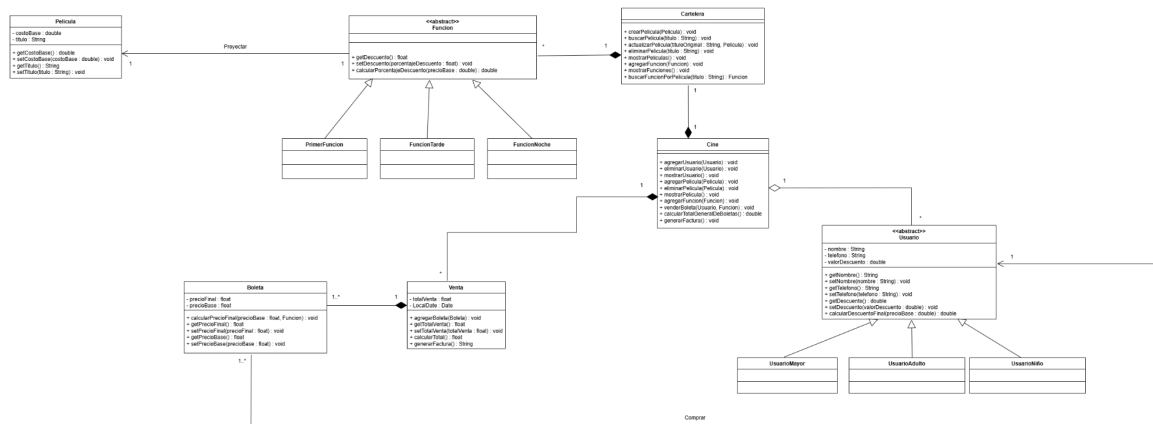 Pelicula
- costoBase : double
- titulo : String
+ getCostoBase() : double
+ setCostoBase(costoBase : double) : void
+ getTitulo() : String
+ setTitulo(titulo : String) : void
1
Proyectar
1
<<abstract>>
Funcion
+ getDescuento() : float
+ setDescuento(porcentajeDescuento : float) : void
+ calcularPorcentajeDescuento(precioBase : double) : double
*
1
Cartelera
+ crearPelicula(Pelicula) : void
+ buscarPelicula(titulo : String) : void
+ actualizarPelicula(tituloOriginal : String, Pelicula) : void
+ eliminarPelicula(titulo : String) : void
+ mostrarPeliculas() : void
+ agregarFuncion(Funcion) : void
+ mostrarFunciones() : void
+ buscarFuncionPorPelicula(titulo : String) : Funcion
1
1
PrimerFuncion
FuncionTarde
FuncionNoche
Cine
+ agregarUsuario(Usuario) : void
+ eliminarUsuario(Usuario) : void
+ mostrarUsuario() : void
+ agregarPelicula(Pelicula) : void
+ eliminarPelicula(Pelicula) : void
+ mostrarPelicula() : void
+ agregarFuncion(Funcion) : void
+ venderBoleta(Usuario, Funcion) : void
+ calcularTotalGeneralDeBoletas() : double
+ generarFactura() : void
1
1
*
*
<<abstract>>
Usuario
- nombre : String
- telefono : String
- valorDescuento : double
+ getNombre() : String
+ setNombre(nombre : String) : void
+ getTelefono() : String
+ setTelefono(telefono : String) : void
+ getDescuento() : double
+ setDescuento(valorDescuento : double) : void
+ calcularDescuentoFinal(precioBase : double) : double
1
Boleta
- precioFinal : float
- precioBase : float
+ calcularPrecioFinal(precioBase : float, Funcion) : void
+ getPrecioFinal() : float
+ setPrecioFinal(precioFinal : float) : void
+ getPrecioBase() : float
+ setPrecioBase(precioBase : float) : void
1..*
1
1..*
Venta
- totalVenta : float
- LocalDate : Date
+ agregarBoleta(Boleta) : void
+ getTotalVenta() : float
+ setTotalVenta(totalVenta : float) : void
+ calcularTotal() : float
+ generarFactura() : String
UsuarioMayor
UsuarioAdulto
UsuarioNiño
Comprar